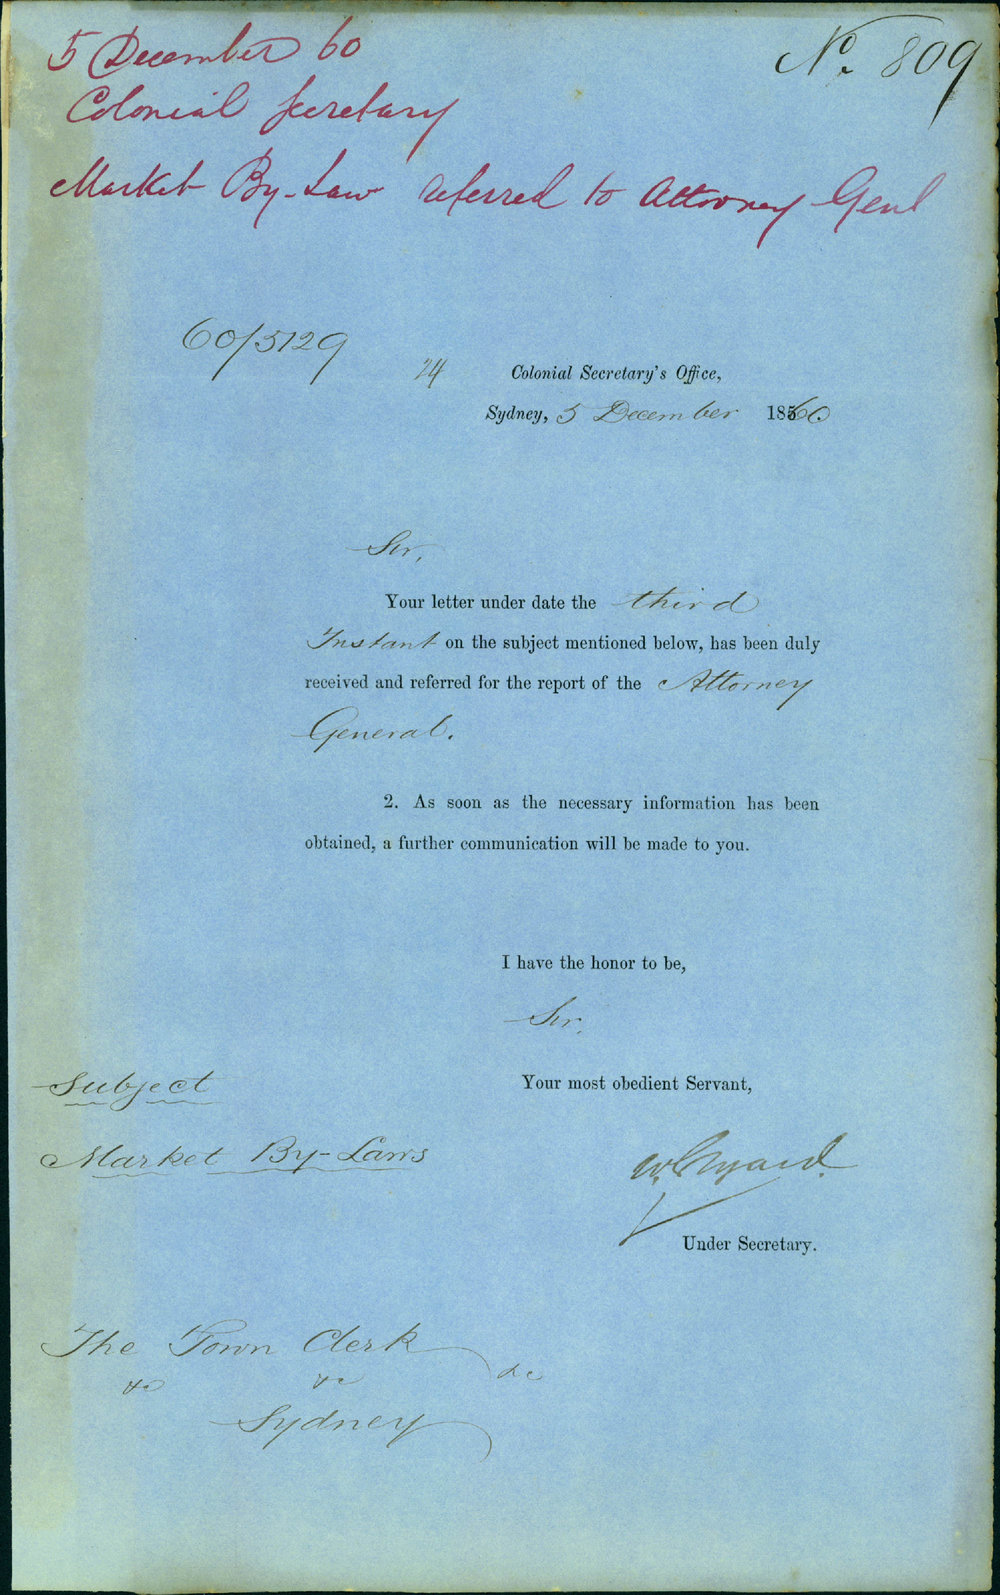 5 December 60
No. 809
Colonial Secretary
Market By-Law referred to Attorney Genl
60/5129
24
Colonial Secretary's Office,
Sydney, 5 December 1860
Sir,
Your letter under date the third
Instant on the subject mentioned below, has been duly
received and referred for the report of the Attorney
General.
2. As soon as the necessary information has been
obtained, a further communication will be made to you.
I have the honor to be,
Sir,
Your most obedient Servant,
Subject
Market By-Laws
Under Secretary.
The Town Clerk
&c &c &c
Sydney